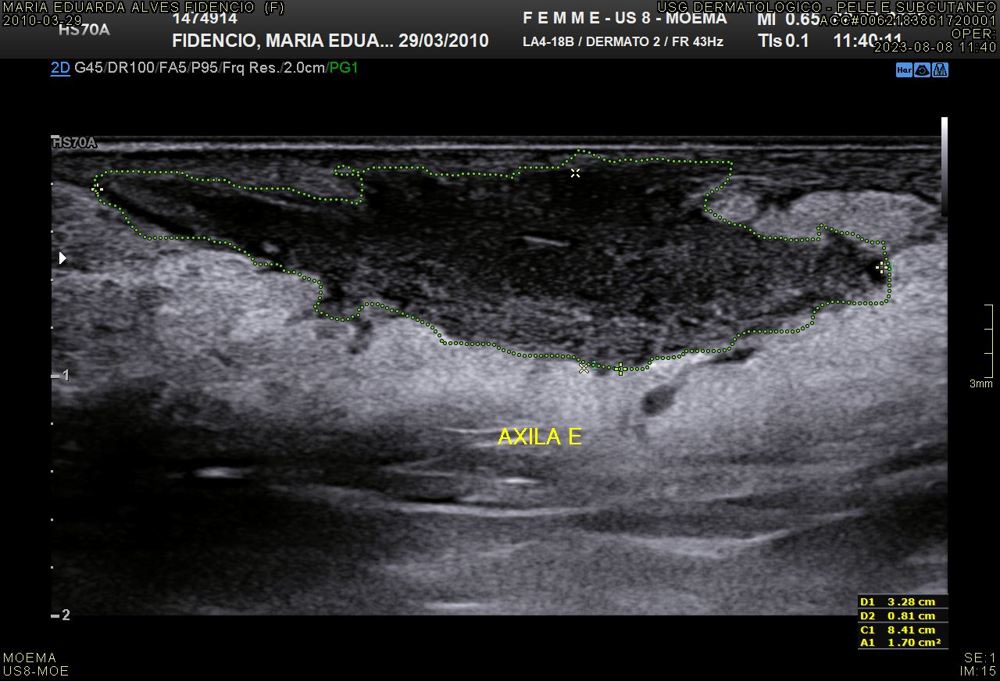 MARIA EDUARDA ALVES FIDENCIO (F)
2010-03-29
HS70A
1474914
FIDENCIO, MARIA EDUA... 29/03/2010
F E M M E - US 8 - MOEMA
LA4-18B / DERMATO 2 / FR 43Hz
MI 0.65
TIs 0.1
11:40:11
USG DERMATOLOGICO - PELE E SUBCUTANEO
ACC#0062183861720001
OPER:
2023-08-08 11:40
2D G45/DR100/FA5/P95/Frq Res./2.0cm/PG1
Har
HS70A
1
3mm
AXILA E
2
D1 3.28 cm
D2 0.81 cm
C1 8.41 cm
A1 1.70 cm²
MOEMA
US8-MOE
SE:1
IM:15